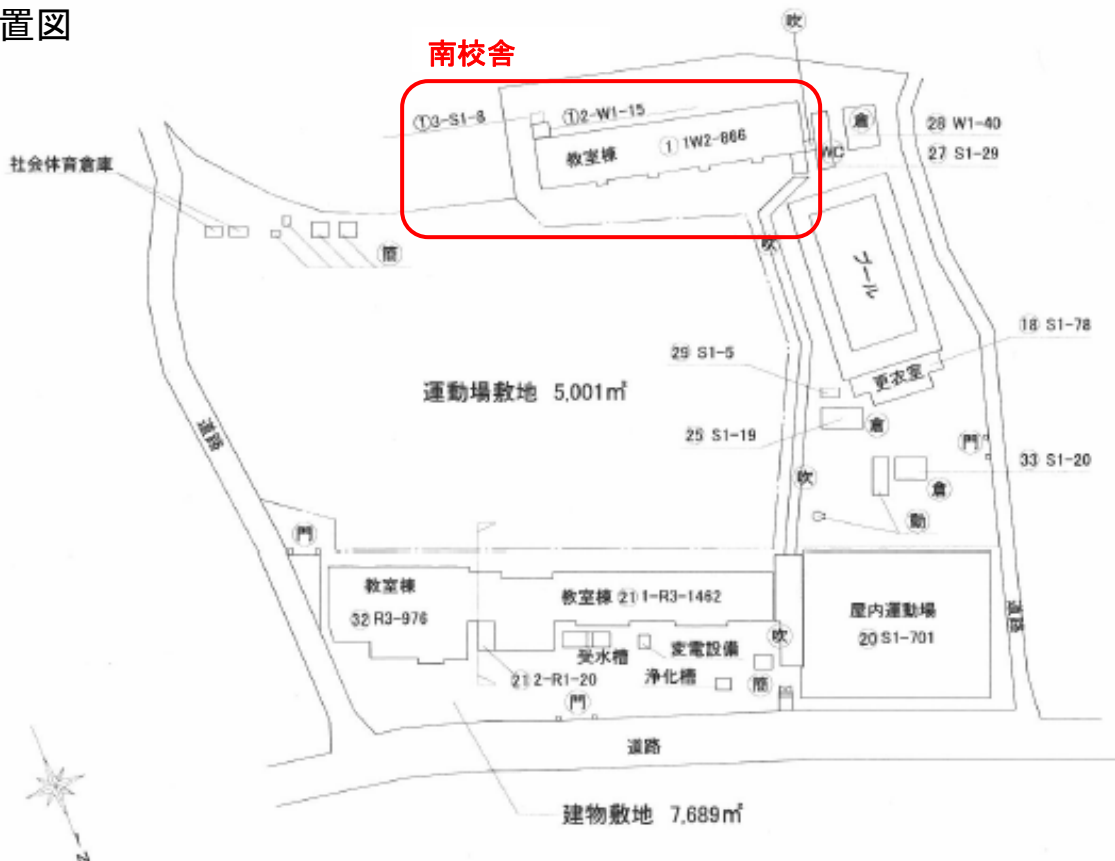 置図
南校舎
吹
①3-S1-8
①2-W1-15
教室棟 ① 1W2-866
WC
倉
28 W1-40
27 S1-29
社会体育倉庫
簡
吹
プール
18 S1-78
更衣室
29 S1-5
運動場敷地 5,001㎡
25 S1-19
倉
門
33 S1-20
倉
吹
動
道路
門
教室棟
32 R3-976
教室棟 21 1-R3-1462
屋内運動場
20 S1-701
道路
吹
受水槽
変電設備
浄化槽
簡
21 2-R1-20
門
道路
建物敷地 7,689㎡